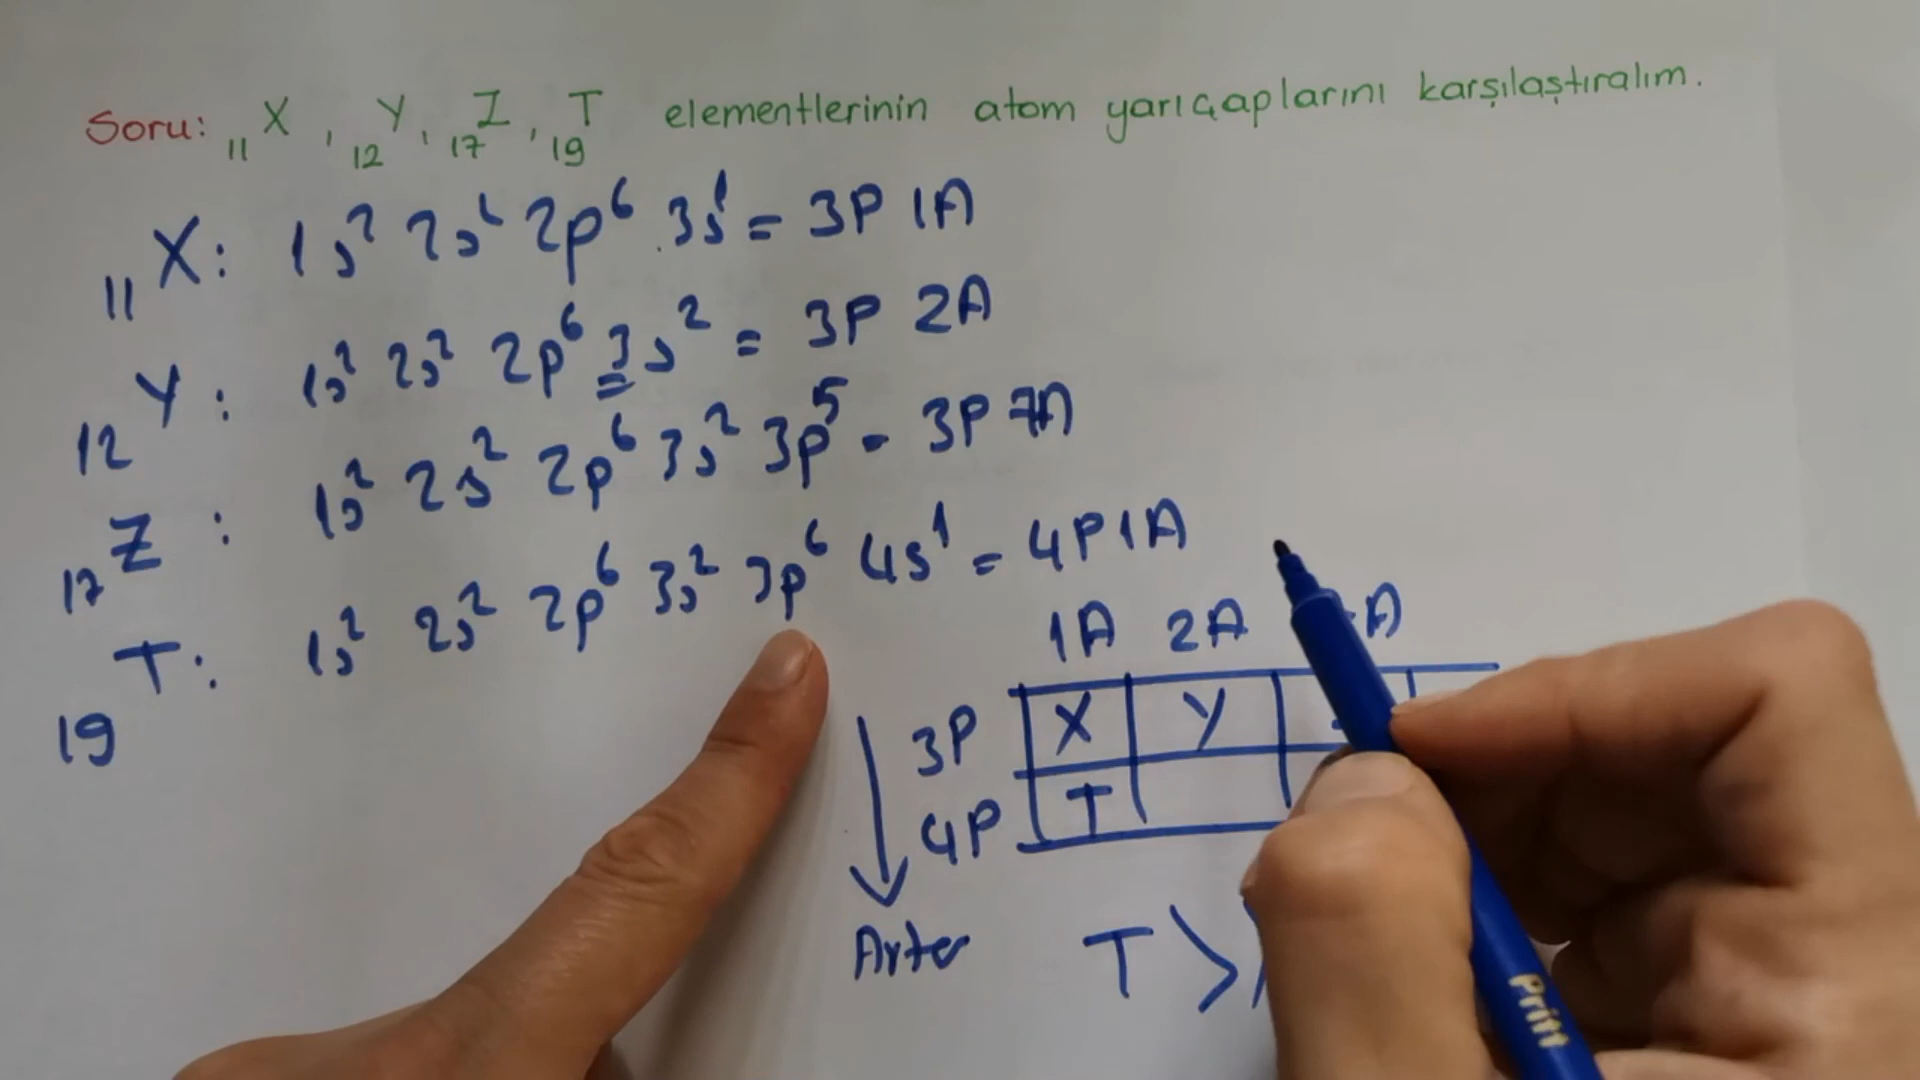 Soru: ₁₁X, ₁₂Y, ₁₇Z, ₁₉T elementlerinin atom yarıçaplarını karşılaştıralım.
₁₁X: 1s² 2s⁶ 2p⁶ 3s¹ = 3P 1A
₁₂Y: 1s² 2s² 2p⁶ 3s² = 3P 2A
₁₇Z: 1s² 2s² 2p⁶ 3s² 3p⁵ - 3P 7A
₁₉T: 1s² 2s² 2p⁶ 3s² 3p⁶ 4s¹ = 4P 1A
1A 2A A
3P X Y
4P T
Artar T >
Pritt